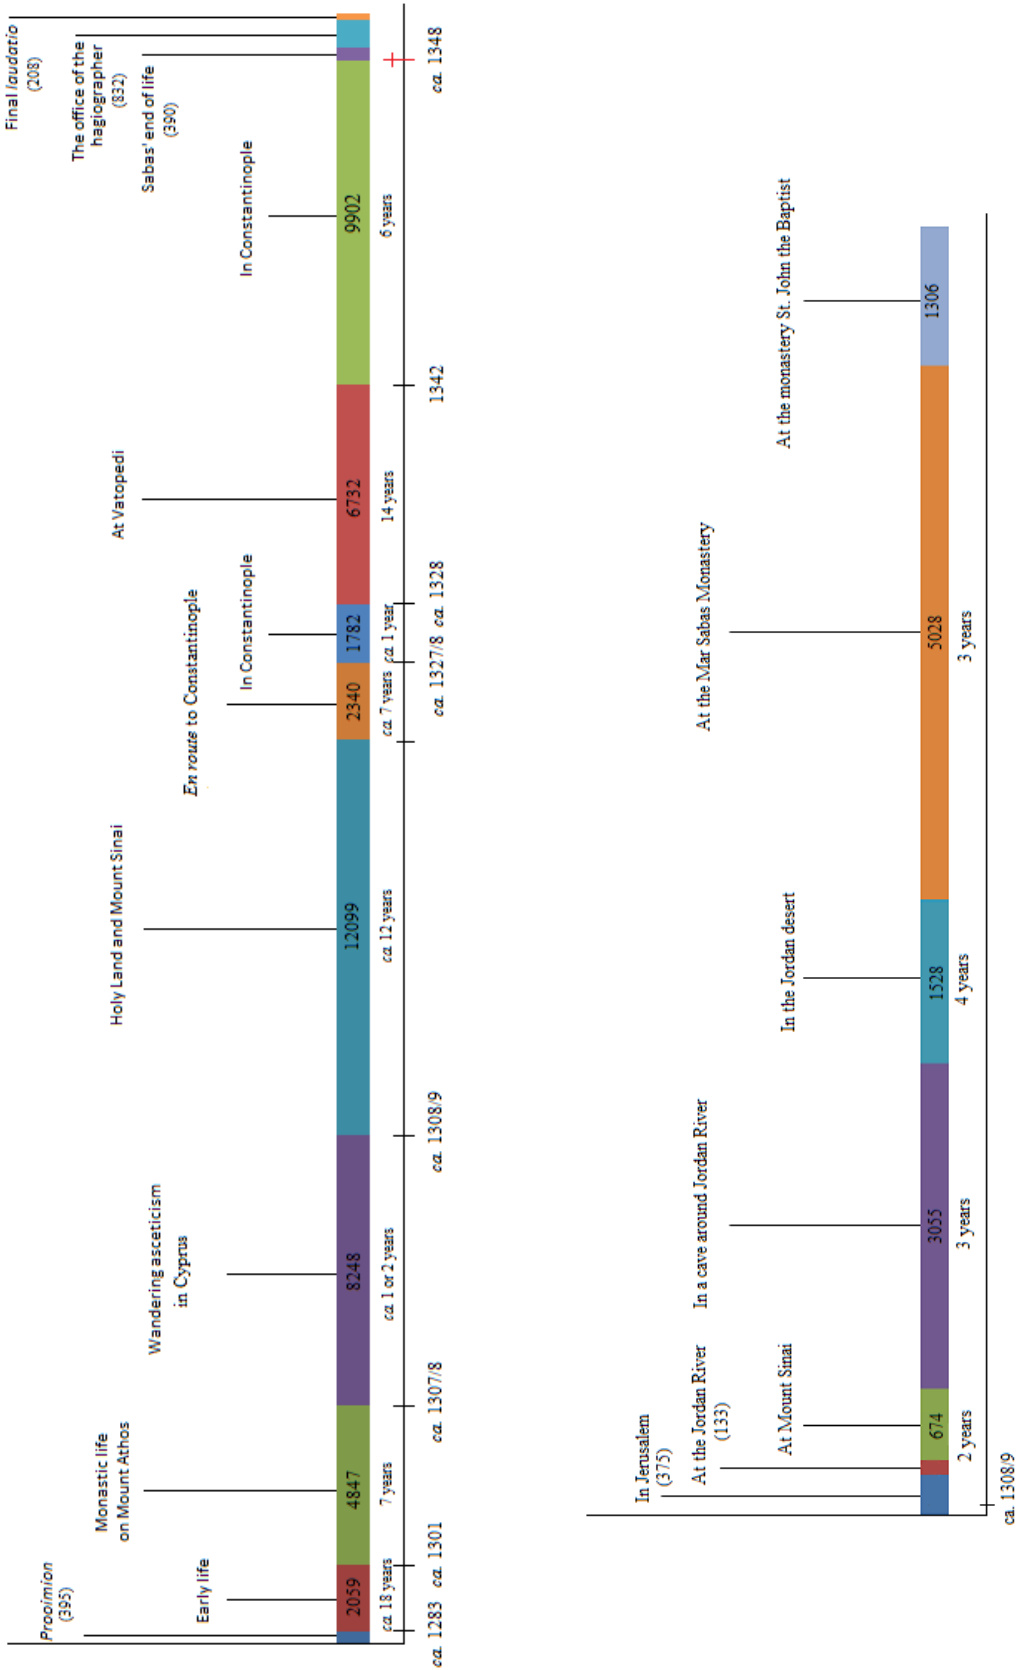 Prooimion
(395)
Early life
Monastic life
on Mount Athos
Wandering asceticism
in Cyprus
Holy Land and Mount Sinai
En route to Constantinople
In Constantinople
At Vatopedi
In Constantinople
Sabas' end of life
(390)
The office of the
hagiographer
(832)
Final laudatio
(208)
2059
4847
8248
12099
2340
1782
6732
9902
ca. 18 years
7 years
ca. 1 or 2 years
ca. 12 years
ca. 7 years
ca. 1 year
14 years
6 years
ca. 1283
ca. 1301
ca. 1307/8
ca. 1308/9
ca. 1327/8
ca. 1328
1342
ca. 1348
In Jerusalem
(375)
At the Jordan River
(133)
At Mount Sinai
In a cave around Jordan River
In the Jordan desert
At the Mar Sabas Monastery
At the monastery St. John the Baptist
674
3055
1528
5028
1306
2 years
3 years
4 years
3 years
ca. 1308/9